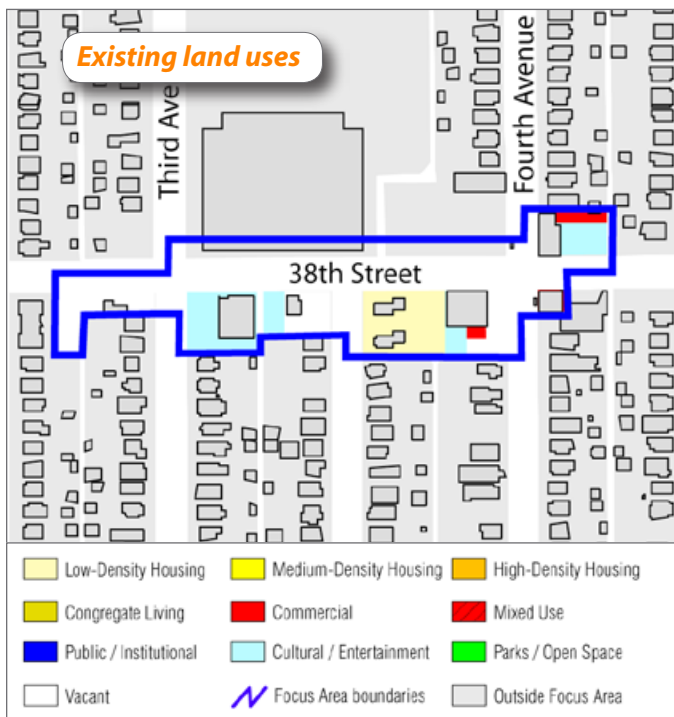 Existing land uses
Third Ave
Fourth Avenue
38th Street
Low-Density Housing
Medium-Density Housing
High-Density Housing
Congregate Living
Commercial
Mixed Use
Public / Institutional
Cultural / Entertainment
Parks / Open Space
Vacant
Focus Area boundaries
Outside Focus Area